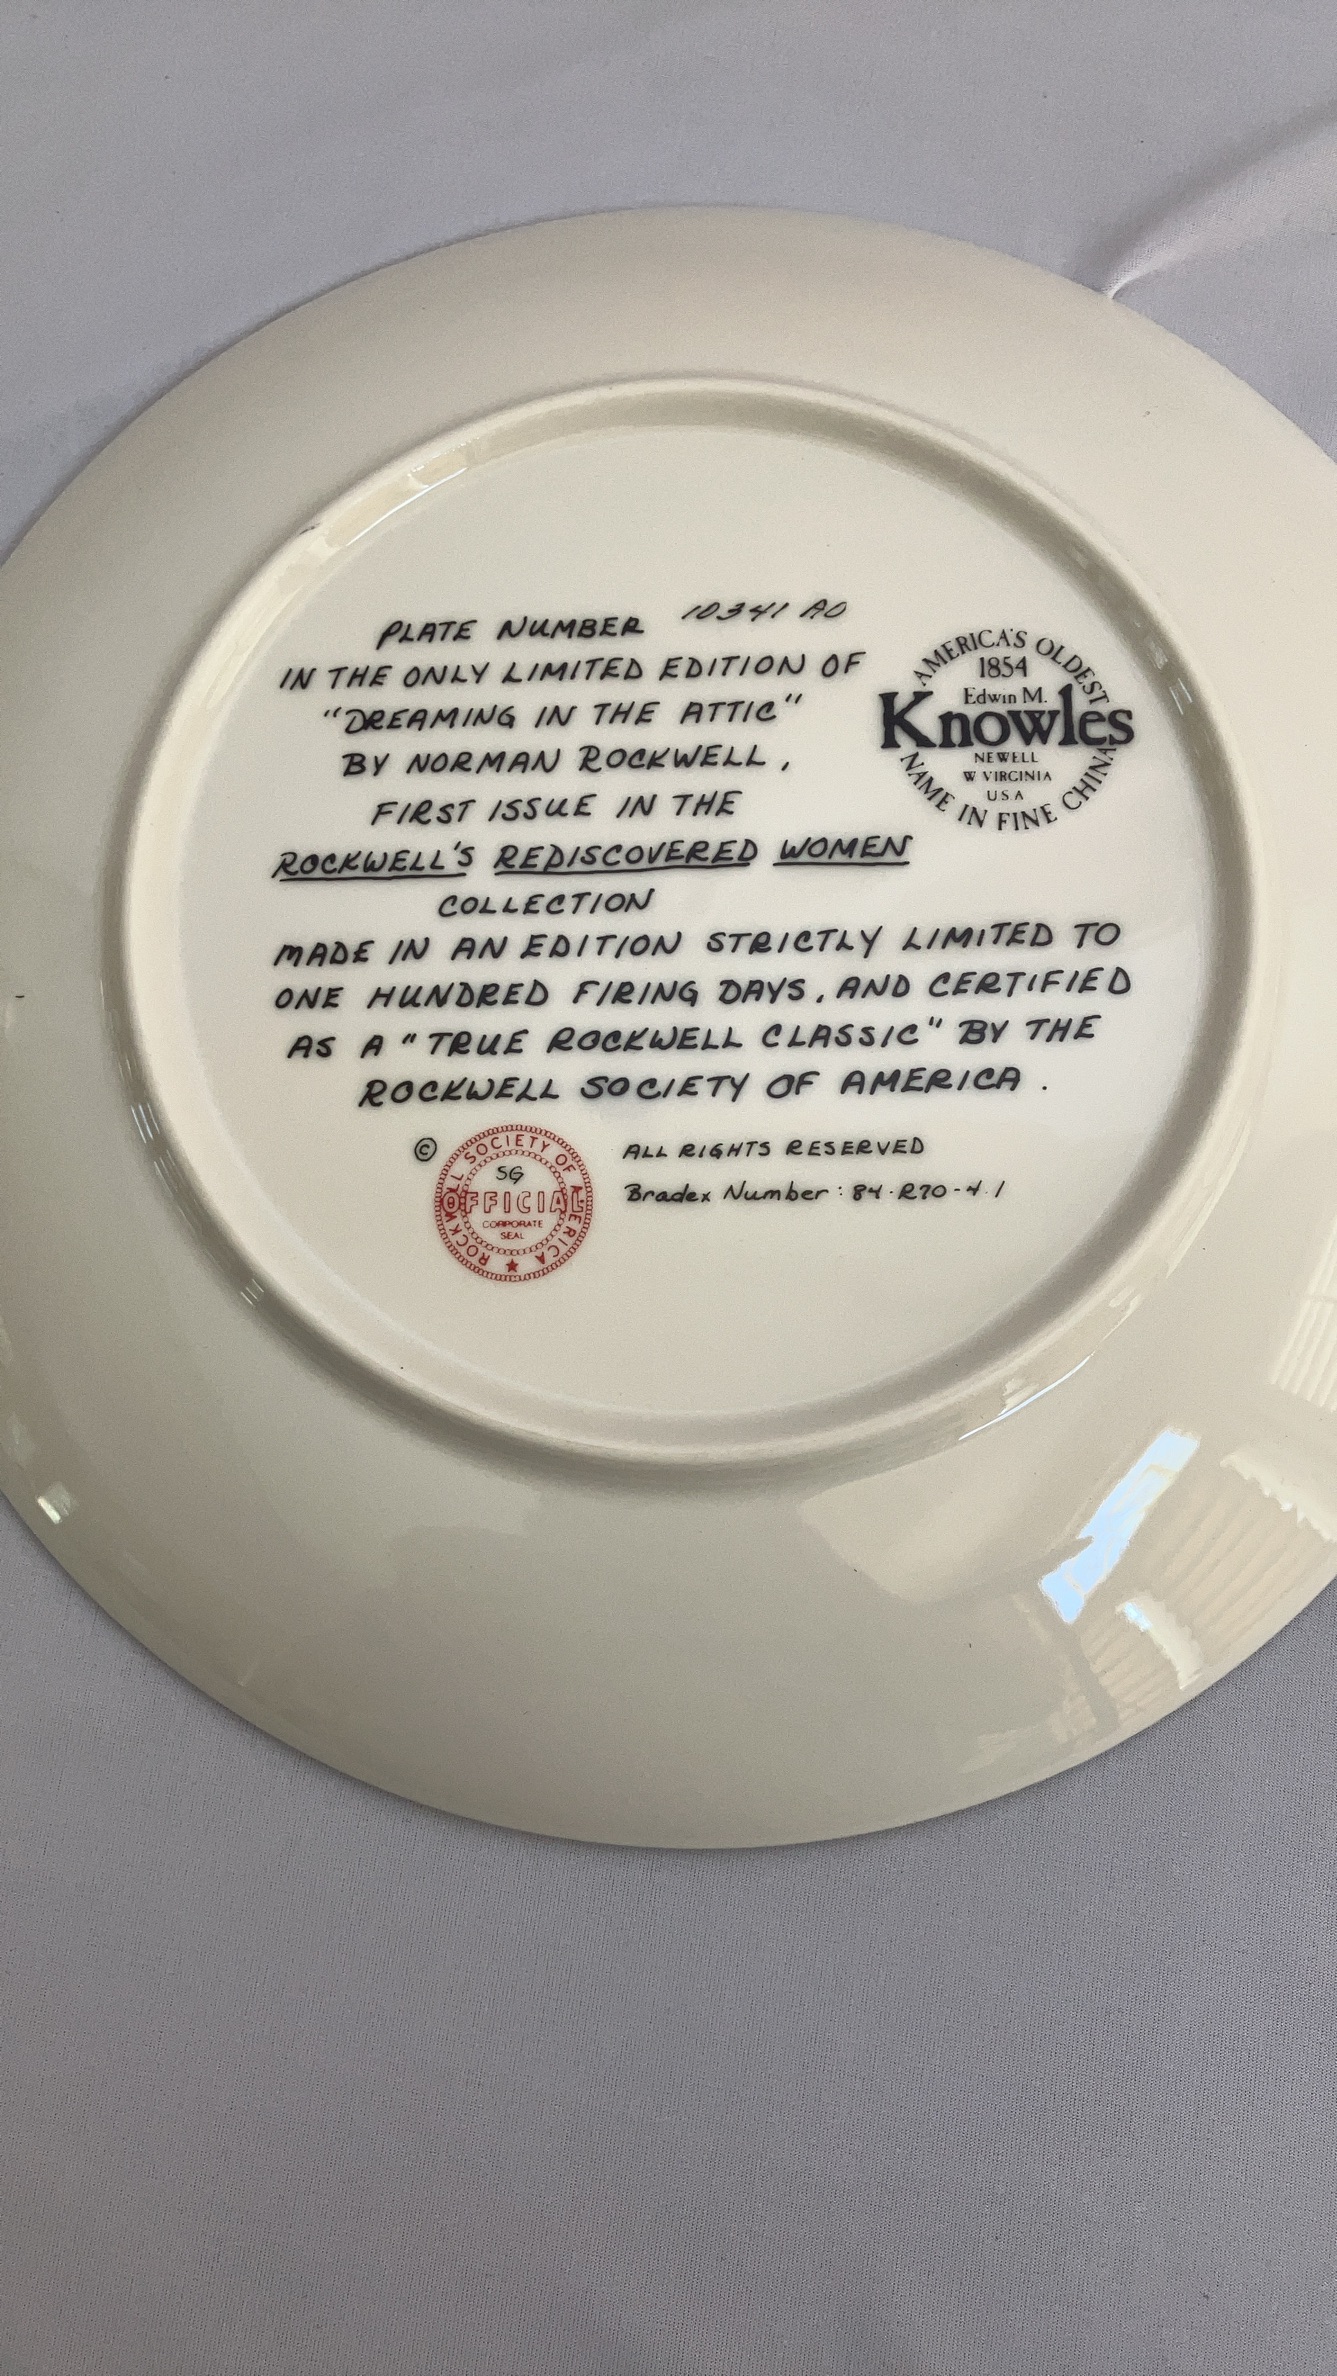 PLATE NUMBER 10341 AO
IN THE ONLY LIMITED EDITION OF
"DREAMING IN THE ATTIC"
BY NORMAN ROCKWELL,
FIRST ISSUE IN THE
ROCKWELL'S REDISCOVERED WOMEN
COLLECTION
MADE IN AN EDITION STRICTLY LIMITED TO
ONE HUNDRED FIRING DAYS, AND CERTIFIED
AS A "TRUE ROCKWELL CLASSIC" BY THE
ROCKWELL SOCIETY OF AMERICA.
AMERICA'S OLDEST
1854
Edwin M.
Knowles
NEWELL
W VIRGINIA
USA
NAME IN FINE CHINA
©
ROCKWELL SOCIETY OF AMERICA
SG
OFFICIAL
CORPORATE
SEAL
ALL RIGHTS RESERVED
Bradex Number: 84-R70-4.1